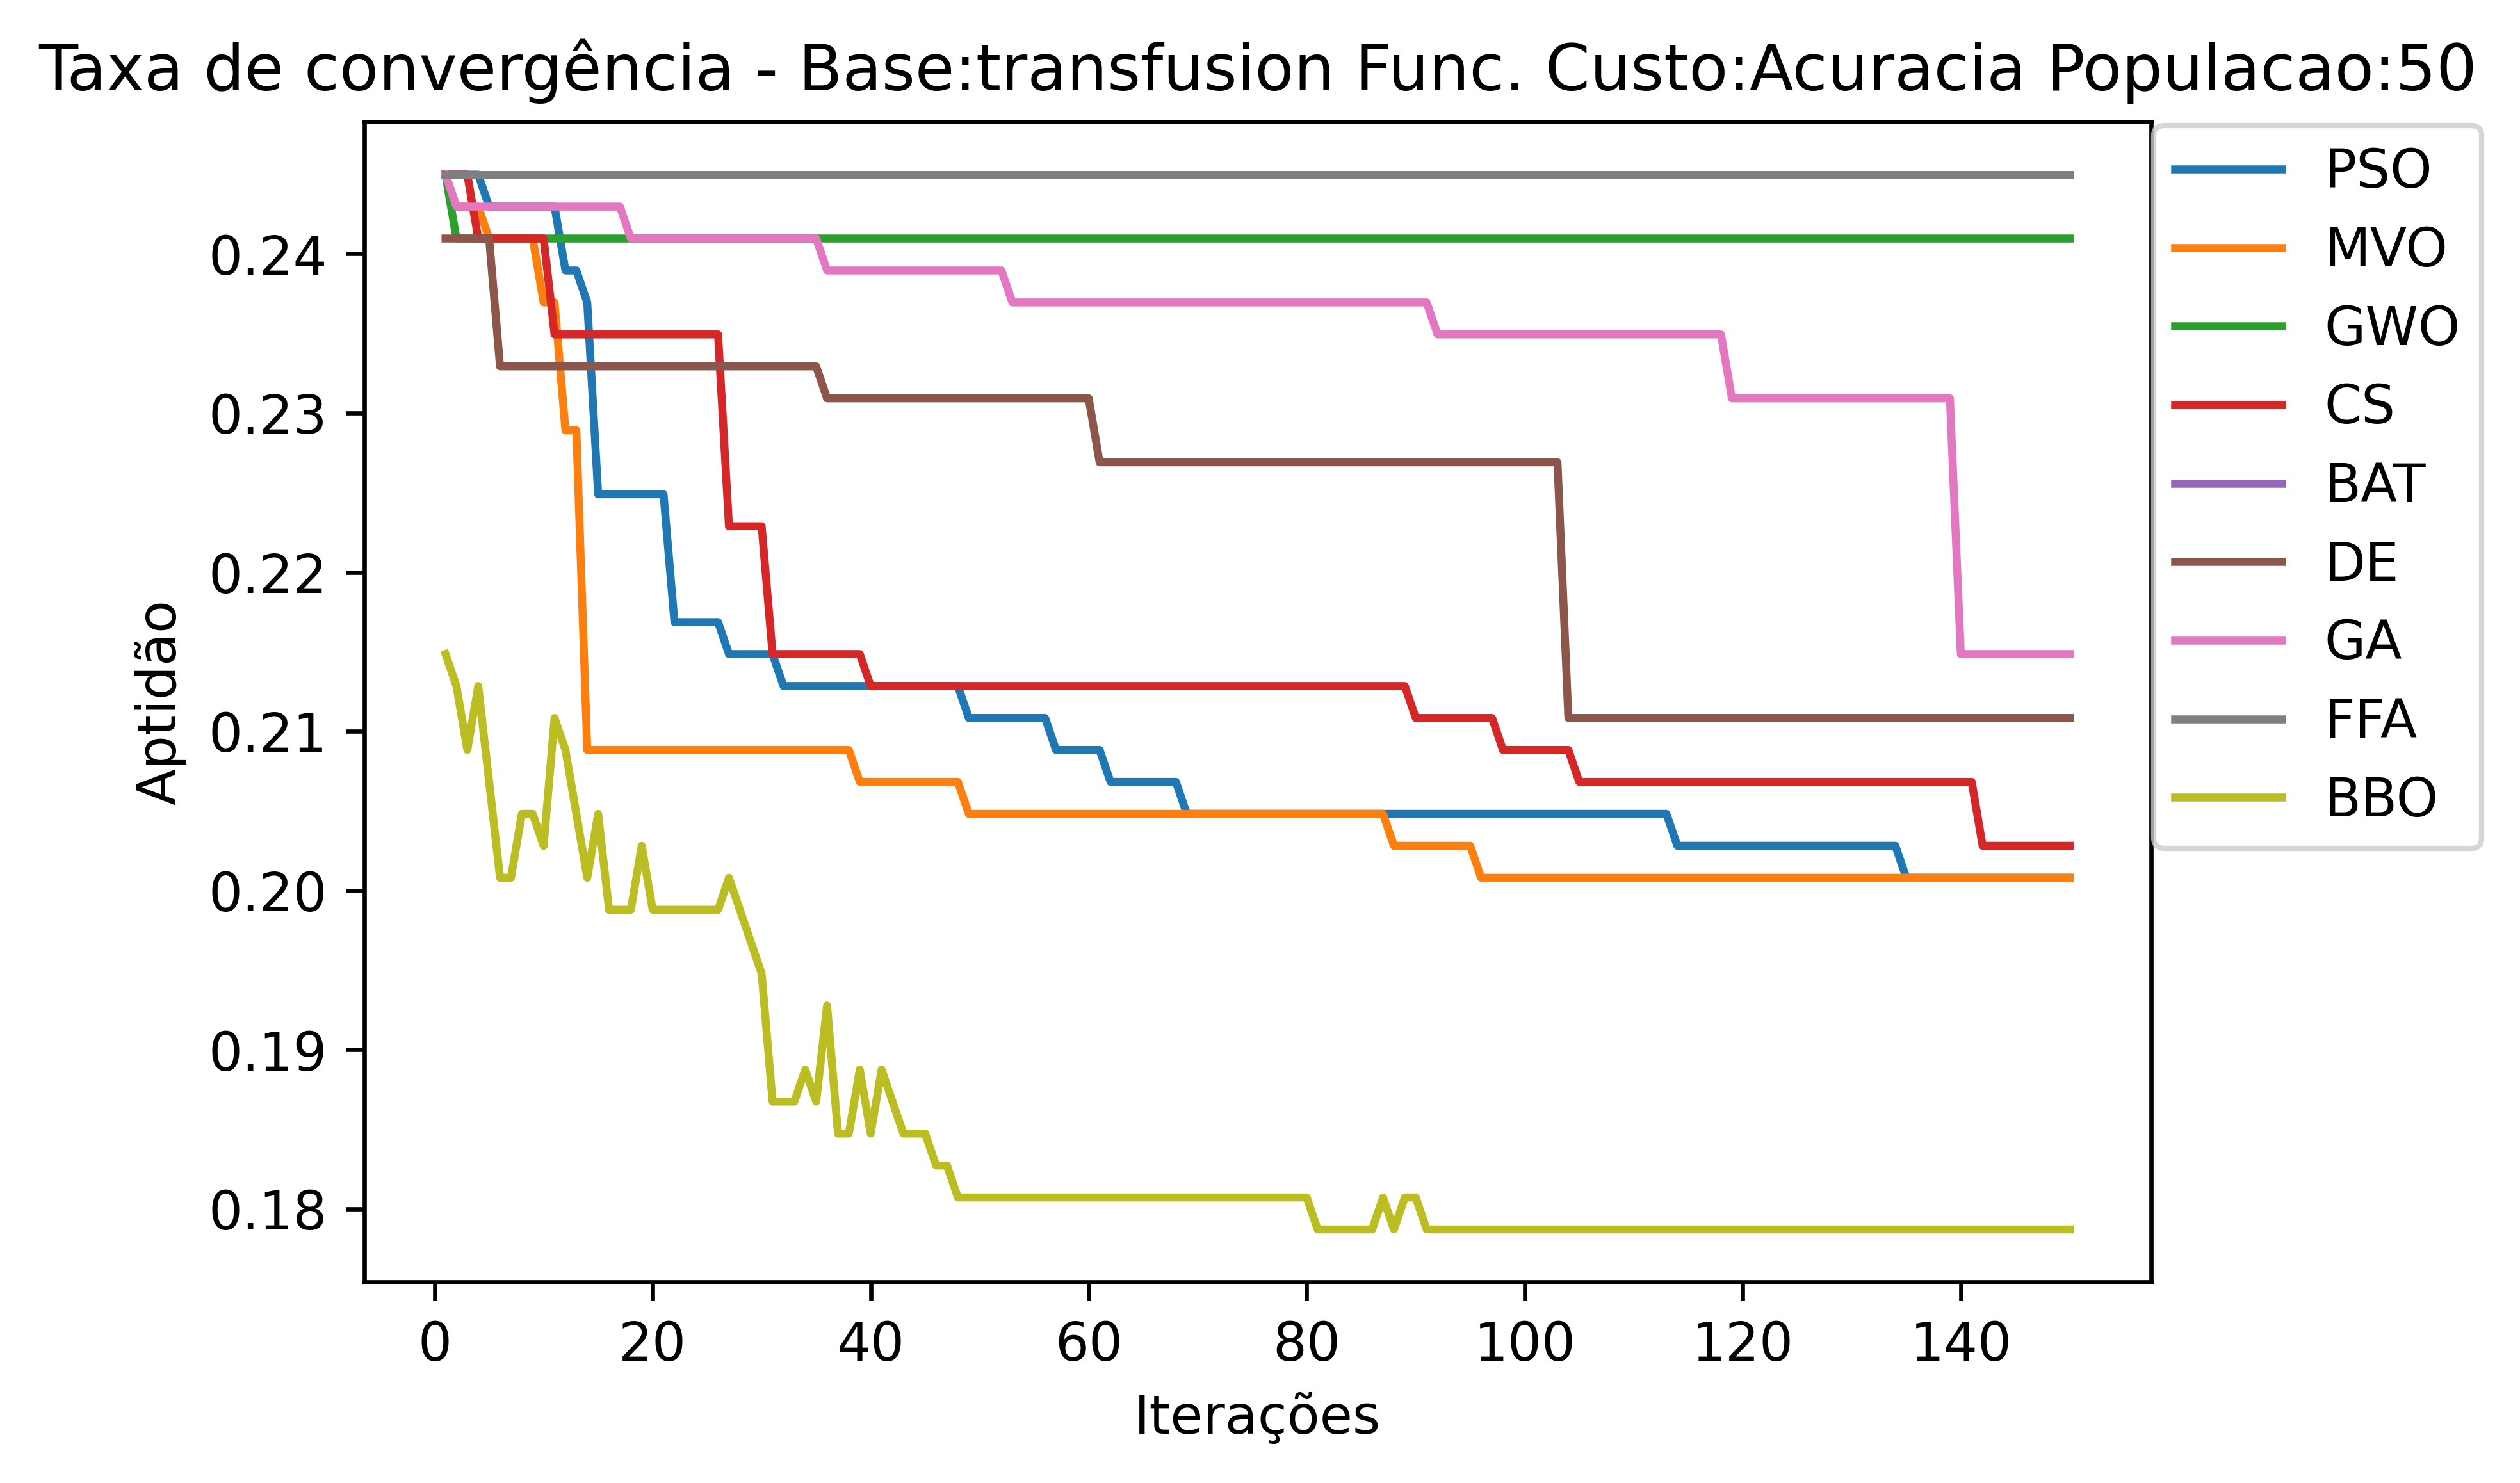 Taxa de convergência - Base:transfusion Func. Custo:Acuracia Populacao:50
PSO
MVO
GWO
CS
BAT
DE
GA
FFA
BBO
Aptidão
0.24
0.23
0.22
0.21
0.20
0.19
0.18
0 20 40 60 80 100 120 140
Iterações